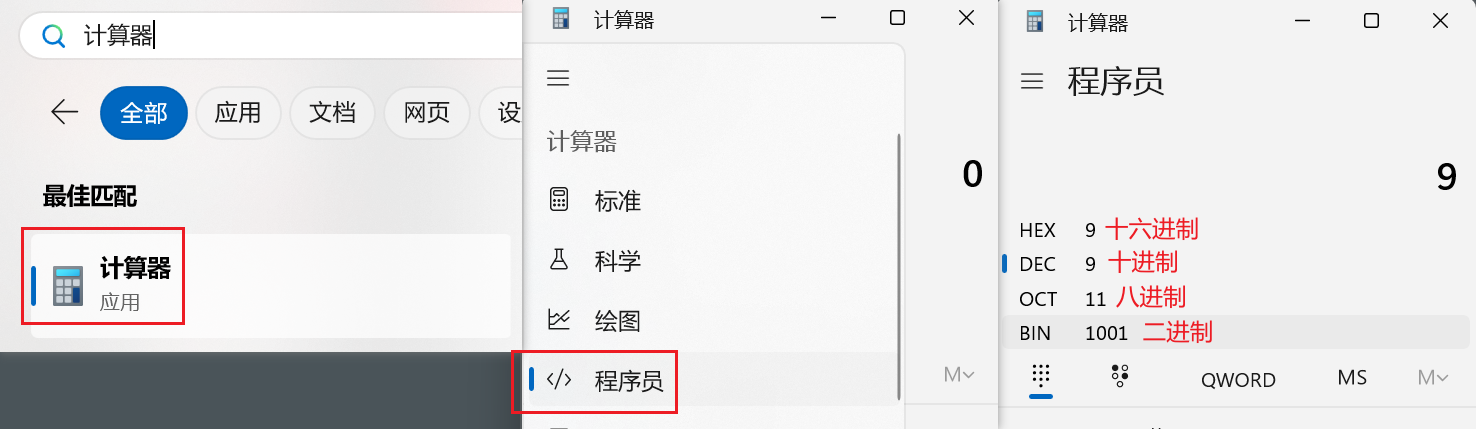 计算器
全部 应用 文档 网页 设
最佳匹配
计算器
应用
计算器
计算器
标准
科学
绘图
程序员
0
M
计算器
程序员
9
HEX 9 十六进制
DEC 9 十进制
OCT 11 八进制
BIN 1001 二进制
QWORD MS M